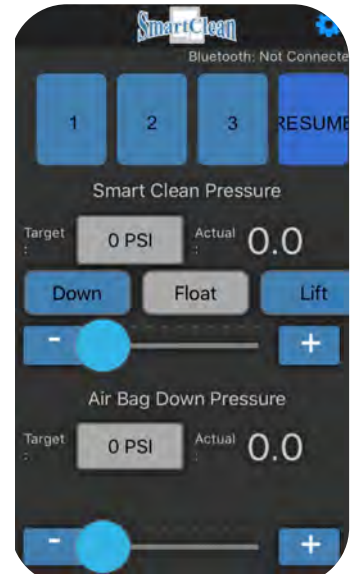 SmartClean
Bluetooth: Not Connecte
1 2 3 RESUME
Smart Clean Pressure
Target : 0 PSI Actual : 0.0
Down Float Lift
- +
Air Bag Down Pressure
Target : 0 PSI Actual : 0.0
- +